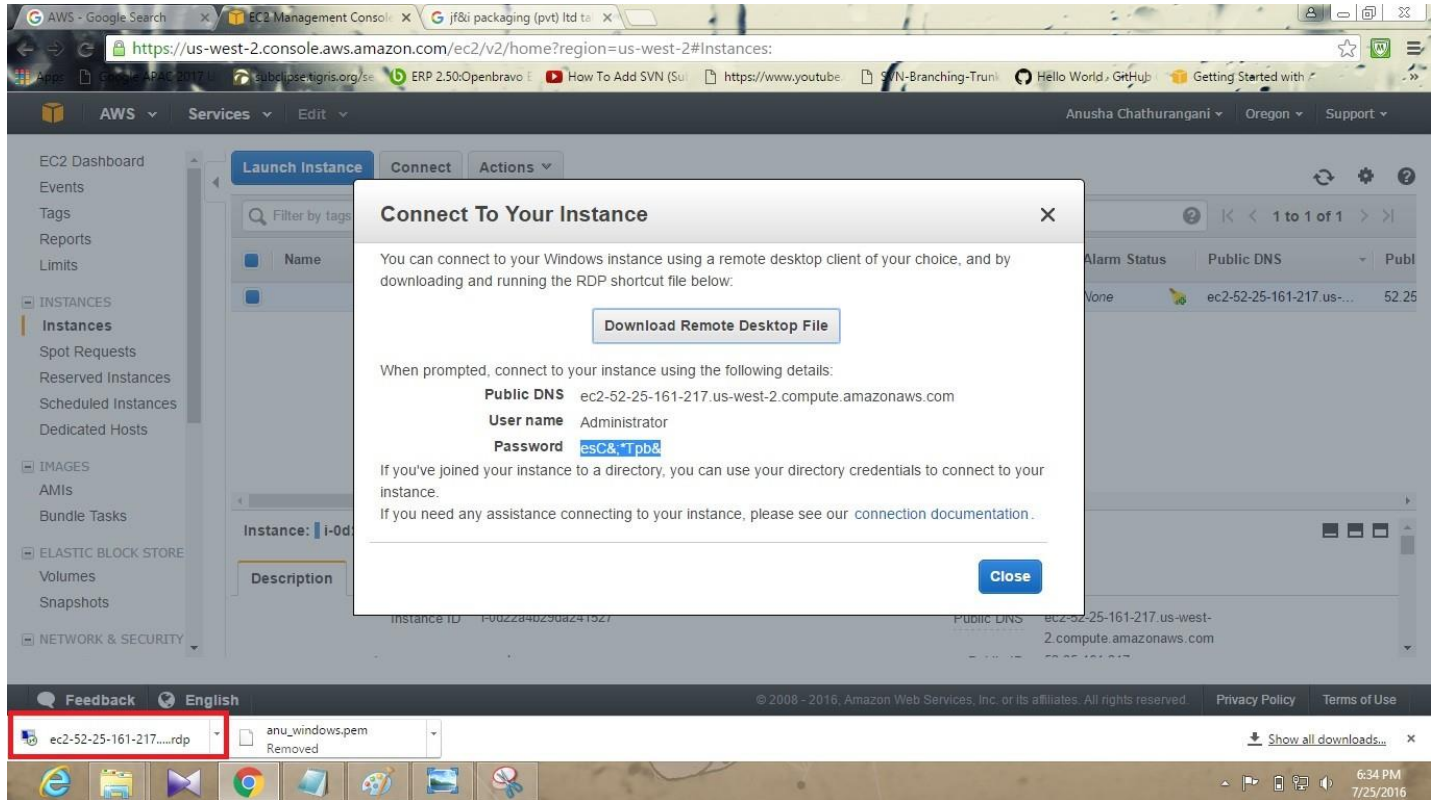 AWS - Google Search
EC2 Management Consol
jf&i packaging (pvt) ltd ta
https://us-west-2.console.aws.amazon.com/ec2/v2/home?region=us-west-2#Instances:
Apps
Google APAC 2017 U
subclipse.tigris.org/se
ERP 2.50:Openbravo E
How To Add SVN (Su
https://www.youtube.
SVN-Branching-Trunk
Hello World · GitHub
Getting Started with
AWS
Services
Edit
Anusha Chathurangani
Oregon
Support
EC2 Dashboard
Events
Tags
Reports
Limits
INSTANCES
Instances
Spot Requests
Reserved Instances
Scheduled Instances
Dedicated Hosts
IMAGES
AMIs
Bundle Tasks
ELASTIC BLOCK STORE
Volumes
Snapshots
NETWORK & SECURITY
Launch Instance
Connect
Actions
Filter by tags
1 to 1 of 1
Name
Alarm Status
Public DNS
Publ
None
ec2-52-25-161-217.us-...
52.25
Connect To Your Instance
You can connect to your Windows instance using a remote desktop client of your choice, and by
downloading and running the RDP shortcut file below:
Download Remote Desktop File
When prompted, connect to your instance using the following details:
Public DNS ec2-52-25-161-217.us-west-2.compute.amazonaws.com
User name Administrator
Password esC&;*Tpb&
If you've joined your instance to a directory, you can use your directory credentials to connect to your
instance.
If you need any assistance connecting to your instance, please see our connection documentation.
Close
Instance:
Description
Instance ID
Public DNS
ec2-52-25-161-217.us-west-
2.compute.amazonaws.com
Feedback
English
© 2008 - 2016, Amazon Web Services, Inc. or its affiliates. All rights reserved.
Privacy Policy
Terms of Use
ec2-52-25-161-217.....rdp
anu_windows.pem
Removed
Show all downloads...
6:34 PM
7/25/2016